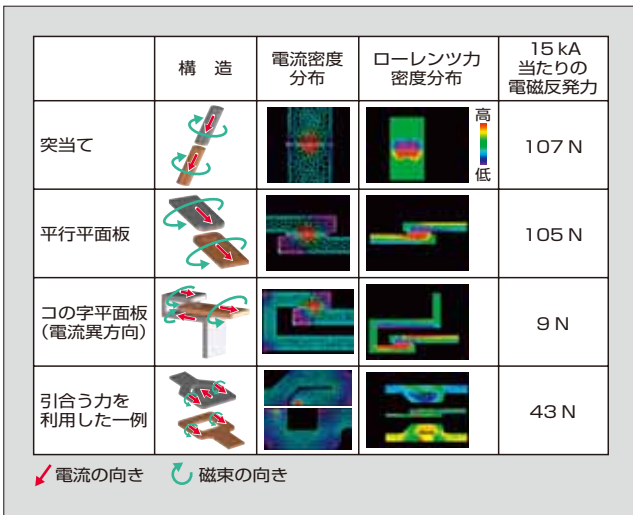 構　造
電流密度
分布
ローレンツ力
密度分布
15 kA
当たりの
電磁反発力
突当て
高
低
107 N
平行平面板
105 N
コの字平面板
（電流異方向）
9 N
引合う力を
利用した一例
43 N
電流の向き
磁束の向き